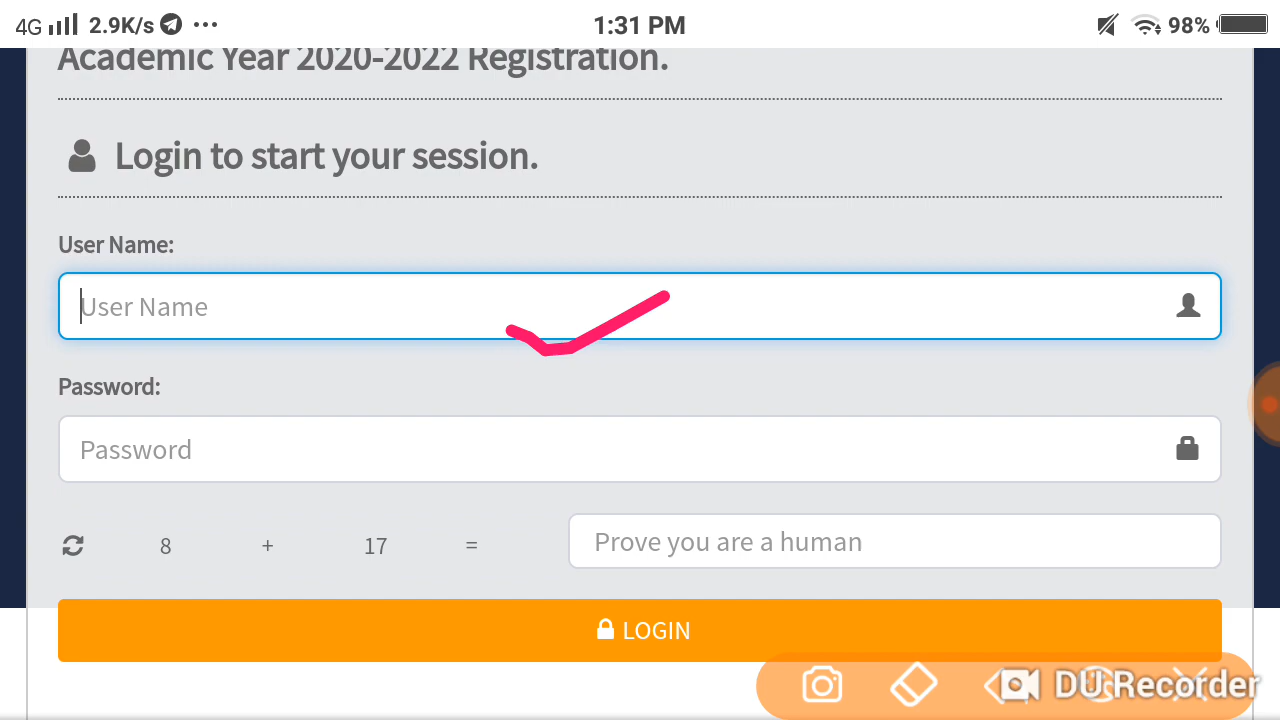 4G 2.9K/s 1:31 PM 98%
Academic Year 2020-2022 Registration.
Login to start your session.
User Name:
User Name
Password:
Password
8 + 17 = Prove you are a human
LOGIN
DU Recorder